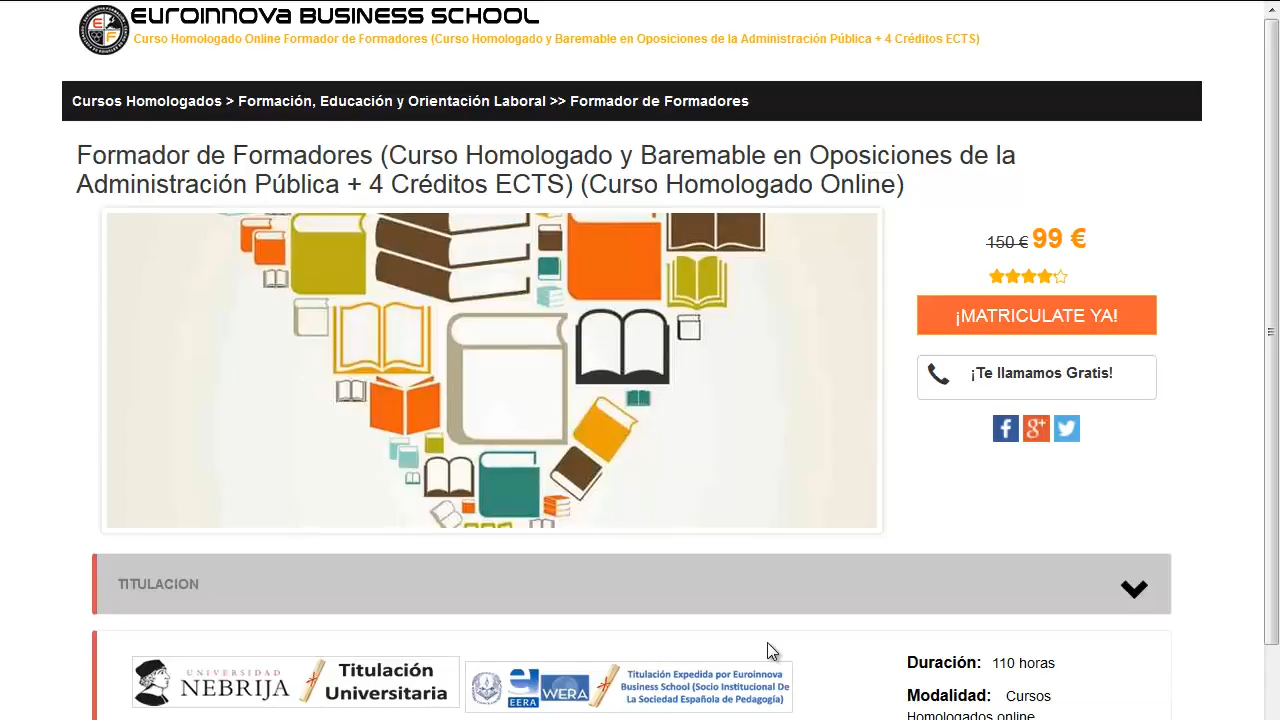 EUROINNOVA BUSINESS SCHOOL
Curso Homologado Online Formador de Formadores (Curso Homologado y Baremable en Oposiciones de la Administración Pública + 4 Créditos ECTS)
Cursos Homologados > Formación, Educación y Orientación Laboral >> Formador de Formadores
Formador de Formadores (Curso Homologado y Baremable en Oposiciones de la
Administración Pública + 4 Créditos ECTS) (Curso Homologado Online)
150 € 99 €
¡MATRICULATE YA!
¡Te llamamos Gratis!
TITULACION
UNIVERSIDAD
NEBRIJA
Titulación
Universitaria
EERA
WERA
Titulación Expedida por Euroinnova
Business School (Socio Institucional De
La Sociedad Española de Pedagogía)
Duración: 110 horas
Modalidad: Cursos
Homologados online